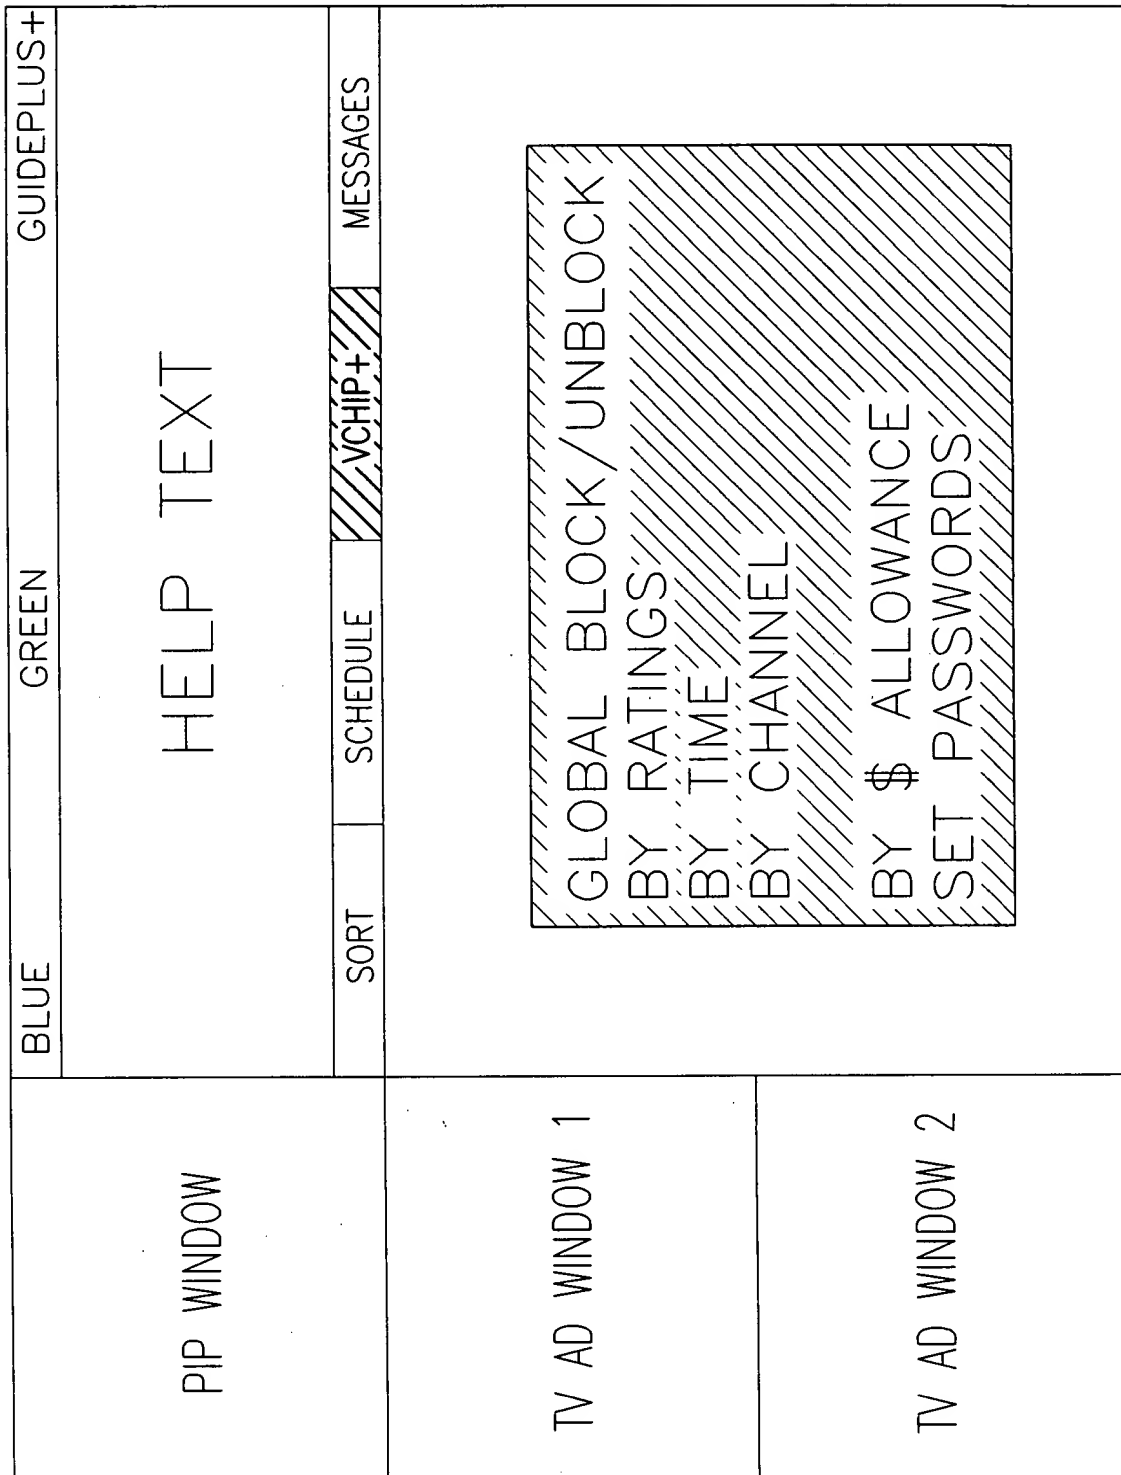 BLUE GREEN GUIDEPLUS+
PIP WINDOW
HELP TEXT
SORT SCHEDULE VCHIP+ MESSAGES
TV AD WINDOW 1
TV AD WINDOW 2
GLOBAL BLOCK/UNBLOCK
BY RATINGS
BY TIME
BY CHANNEL
BY $ ALLOWANCE
SET PASSWORDS